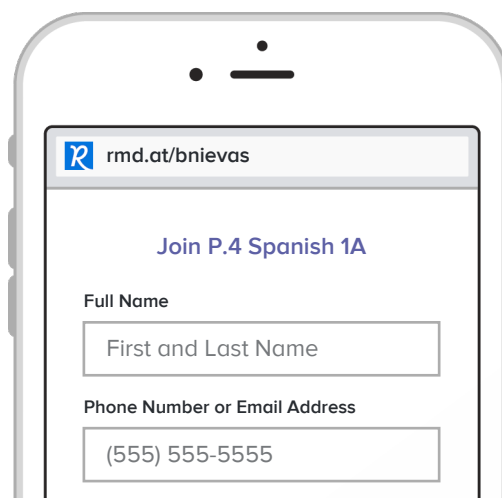 rmd.at/bnievas
Join P.4 Spanish 1A
Full Name
First and Last Name
Phone Number or Email Address
(555) 555-5555